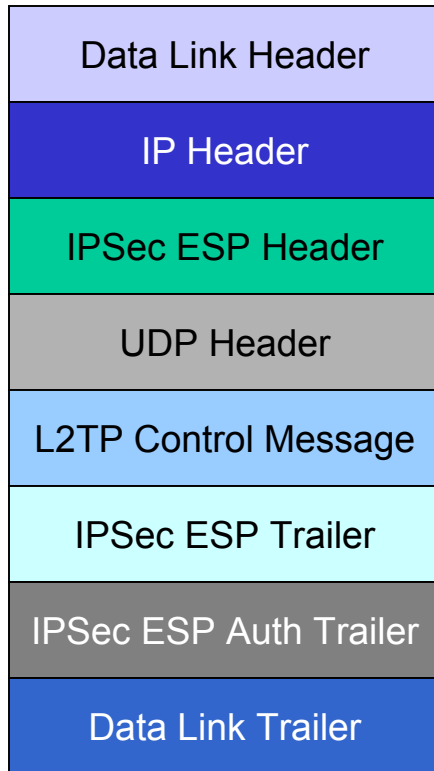 Data Link Header
IP Header
IPSec ESP Header
UDP Header
L2TP Control Message
IPSec ESP Trailer
IPSec ESP Auth Trailer
Data Link Trailer